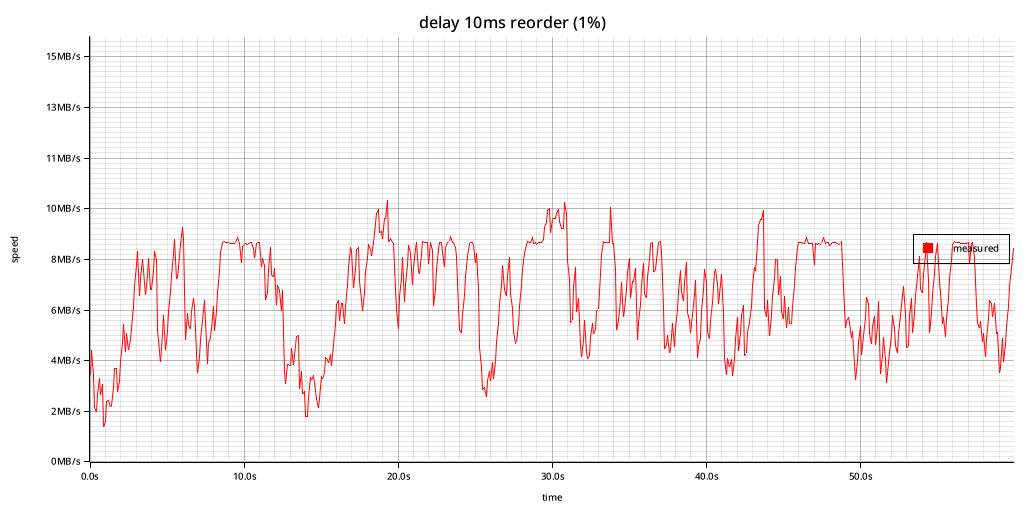 delay 10ms reorder (1%)
15MB/s
13MB/s
11MB/s
10MB/s
8MB/s
6MB/s
4MB/s
2MB/s
0MB/s
speed
measured
0.0s 10.0s 20.0s 30.0s 40.0s 50.0s
time